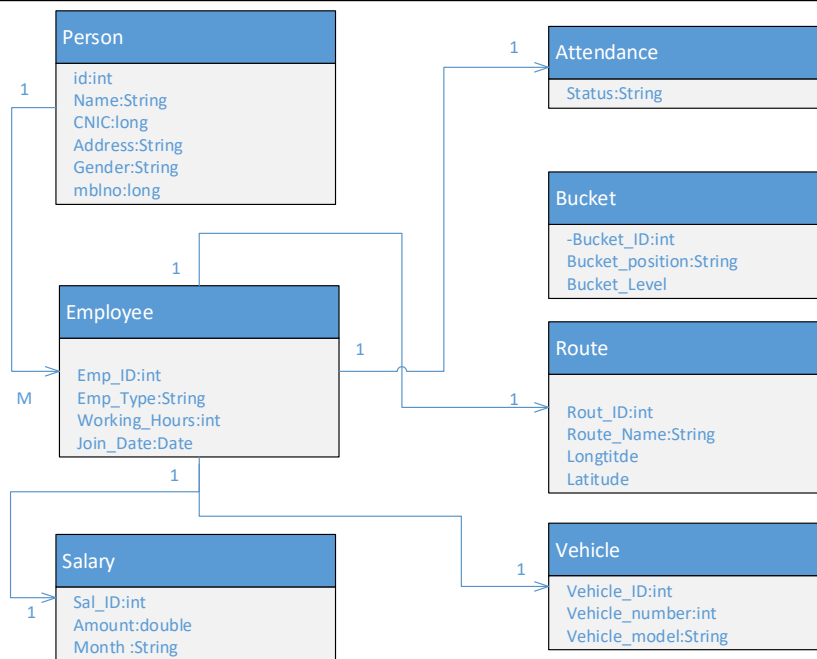 Person
id:int
Name:String
CNIC:long
Address:String
Gender:String
mblno:long
1
M
Attendance
Status:String
1
Bucket
-Bucket_ID:int
Bucket_position:String
Bucket_Level
1
Employee
Emp_ID:int
Emp_Type:String
Working_Hours:int
Join_Date:Date
1
Route
Rout_ID:int
Route_Name:String
Longtitde
Latitude
1
1
Salary
Sal_ID:int
Amount:double
Month :String
1
Vehicle
Vehicle_ID:int
Vehicle_number:int
Vehicle_model:String
1